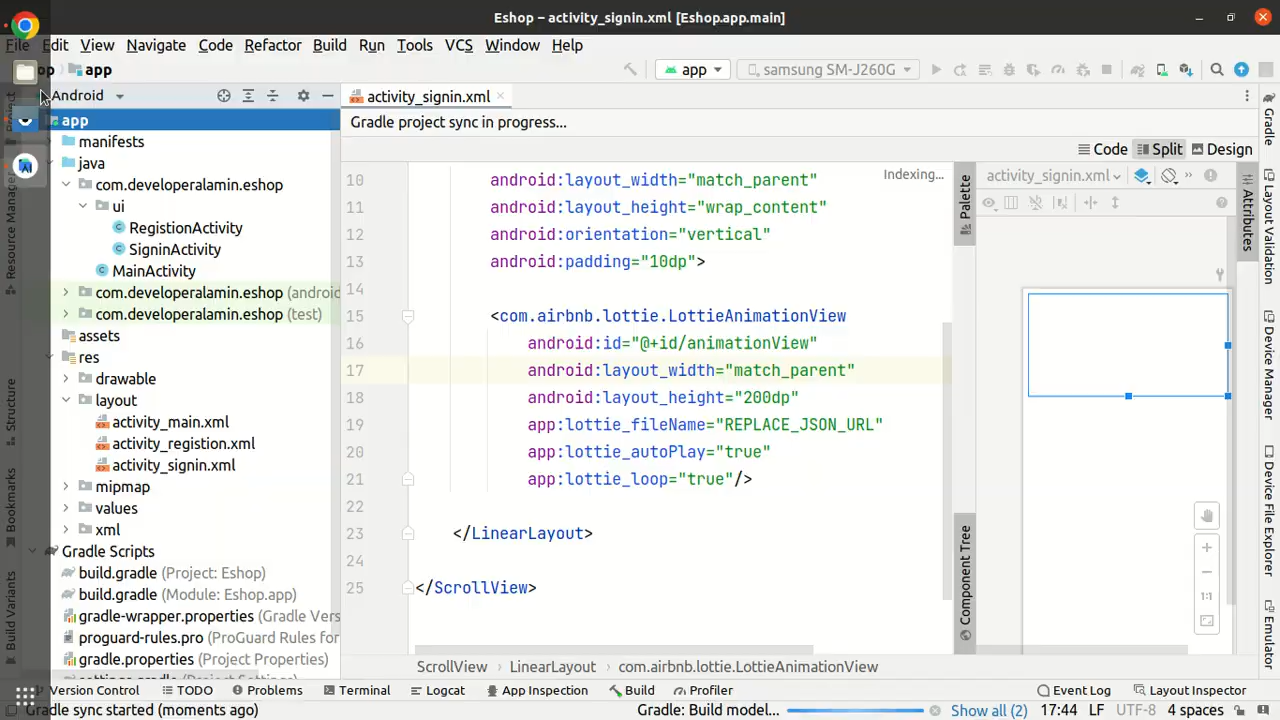 Eshop – activity_signin.xml [Eshop.app.main]
File Edit View Navigate Code Refactor Build Run Tools VCS Window Help
op app
app samsung SM-J260G
Android
activity_signin.xml
app
manifests
java
com.developeralamin.eshop
ui
RegistionActivity
SigninActivity
MainActivity
com.developeralamin.eshop (androi
com.developeralamin.eshop (test)
assets
res
drawable
layout
activity_main.xml
activity_registion.xml
activity_signin.xml
mipmap
values
xml
Gradle Scripts
build.gradle (Project: Eshop)
build.gradle (Module: Eshop.app)
gradle-wrapper.properties (Gradle Vers
proguard-rules.pro (ProGuard Rules for
gradle.properties (Project Properties)
Project
Resource Manager
Structure
Bookmarks
Build Variants
Gradle project sync in progress...
Code Split Design
Indexing...
10 android:layout_width="match_parent"
11 android:layout_height="wrap_content"
12 android:orientation="vertical"
13 android:padding="10dp">
14
15 <com.airbnb.lottie.LottieAnimationView
16 android:id="@+id/animationView"
17 android:layout_width="match_parent"
18 android:layout_height="200dp"
19 app:lottie_fileName="REPLACE_JSON_URL"
20 app:lottie_autoPlay="true"
21 app:lottie_loop="true"/>
22
23 </LinearLayout>
24
25 </ScrollView>
ScrollView LinearLayout com.airbnb.lottie.LottieAnimationView
Palette
Component Tree
activity_signin.xml
1:1
Attributes
Gradle
Layout Validation
Device Manager
Device File Explorer
Emulator
Version Control TODO Problems Terminal Logcat App Inspection Build Profiler Event Log Layout Inspector
Gradle sync started (moments ago) Gradle: Build model... Show all (2) 17:44 LF UTF-8 4 spaces